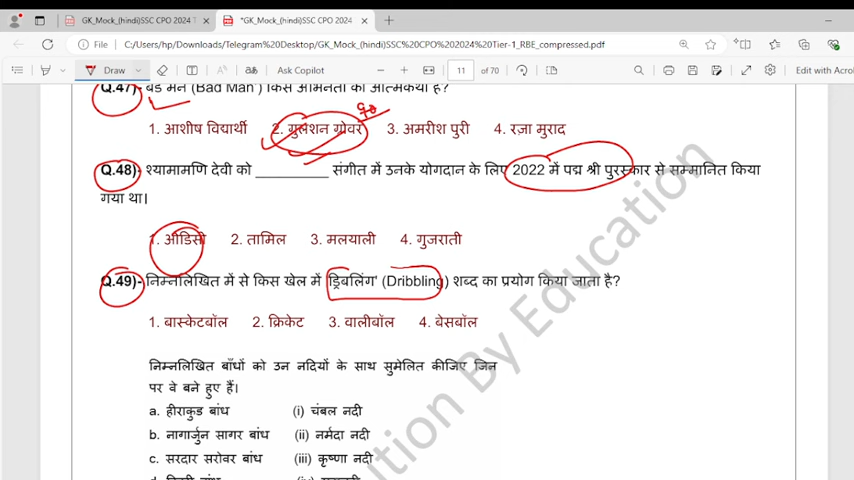 GK_Mock_(hindi)SSC CPO 2024 T
*GK_Mock_(hindi)SSC CPO 2024
File
C:/Users/hp/Downloads/Telegram%20Desktop/GK_Mock_(hindi)SSC%20CPO%202024%20Tier-1_RBE_compressed.pdf
Draw
Ask Copilot
11 of 70
Edit with Acrob
Q.47)- बैड मैन (Bad Man') किस अभिनेता की आत्मकथा है?
1. आशीष विद्यार्थी 2. गुलशन ग्रोवर 3. अमरीश पुरी 4. रज़ा मुराद
Q.48)- श्यामामणि देवी को __________ संगीत में उनके योगदान के लिए 2022 में पद्म श्री पुरस्कार से सम्मानित किया
गया था।
1. ओडिसी 2. तामिल 3. मलयाली 4. गुजराती
Q.49)- निम्नलिखित में से किस खेल में ड्रिबलिंग' (Dribbling) शब्द का प्रयोग किया जाता है?
1. बास्केटबॉल 2. क्रिकेट 3. वालीबॉल 4. बेसबॉल
निम्नलिखित बाँधों को उन नदियों के साथ सुमेलित कीजिए जिन
पर वे बने हुए हैं।
a. हीराकुड बांध (i) चंबल नदी
b. नागार्जुन सागर बांध (ii) नर्मदा नदी
c. सरदार सरोवर बांध (iii) कृष्णा नदी
ution By Education